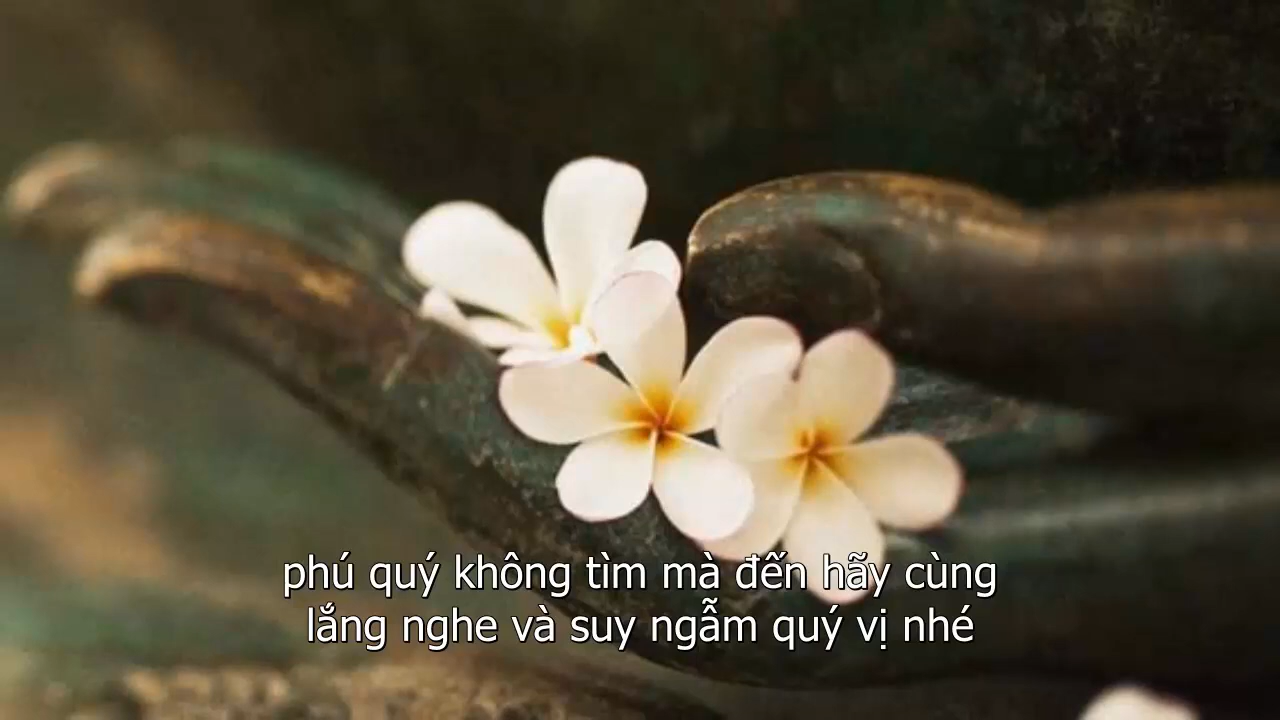 phú quý không tìm mà đến hãy cùng
lắng nghe và suy ngẫm quý vị nhé